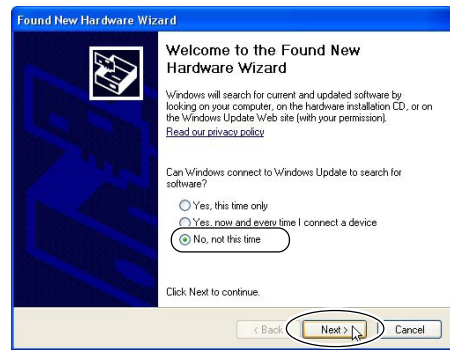 Found New Hardware Wizard
Welcome to the Found New
Hardware Wizard
Windows will search for current and updated software by
looking on your computer, on the hardware installation CD, or on
the Windows Update Web site (with your permission).
Read our privacy policy
Can Windows connect to Windows Update to search for
software?
Yes, this time only
Yes, now and every time I connect a device
No, not this time
Click Next to continue.
< Back
Next >
Cancel